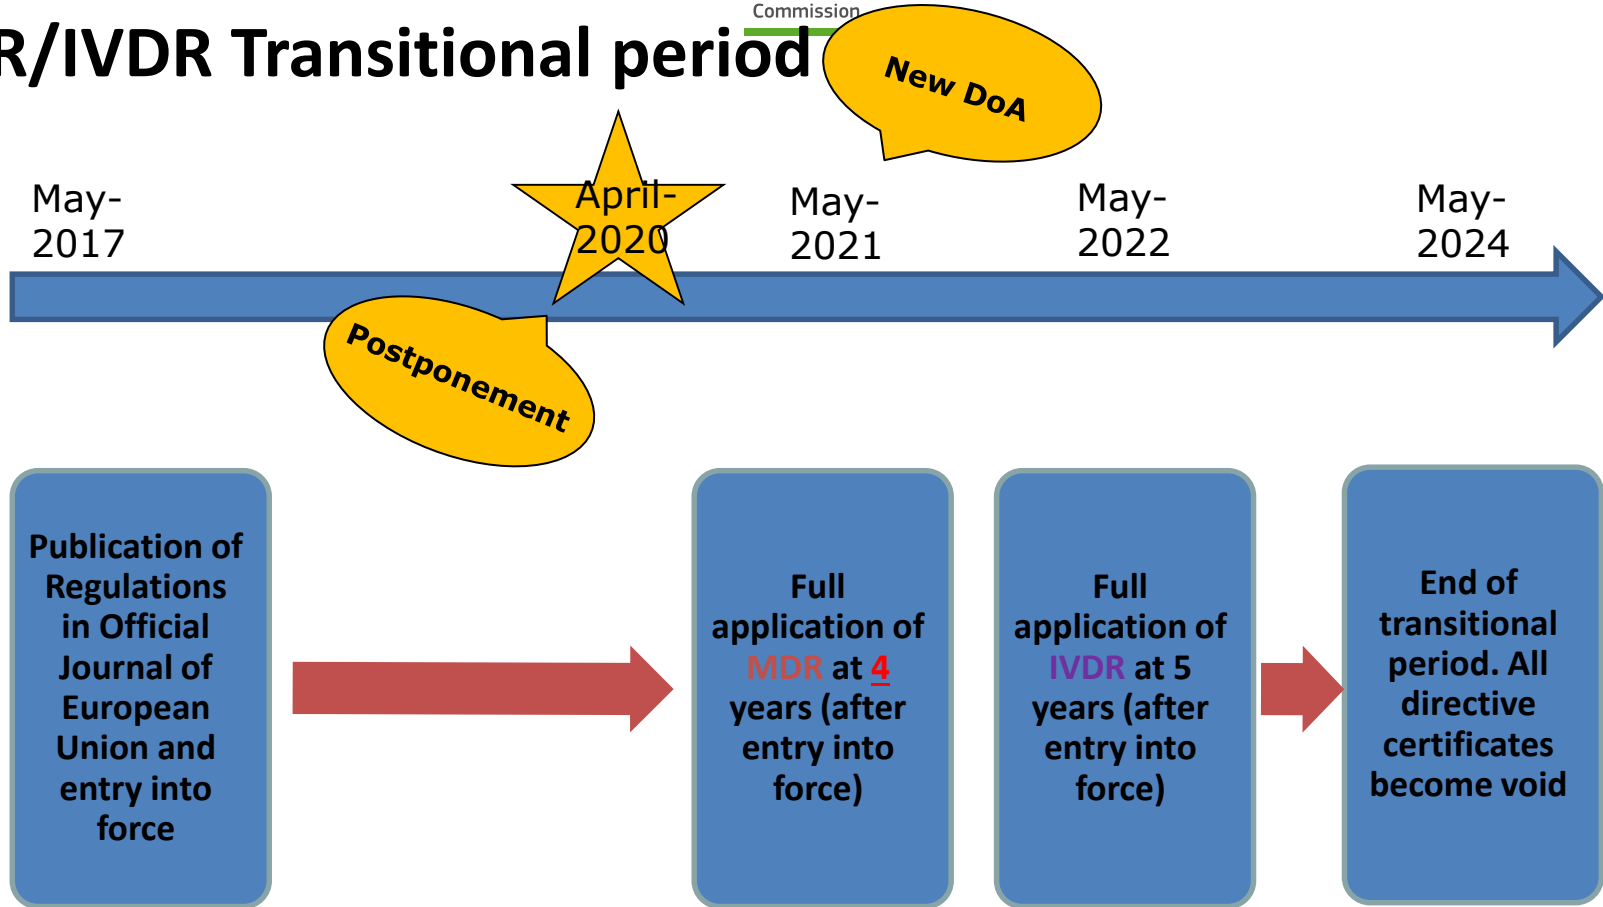 Commission
R/IVDR Transitional period
New DoA
May-
2017
April-
2020
May-
2021
May-
2022
May-
2024
Postponement
Publication of
Regulations
in Official
Journal of
European
Union and
entry into
force
Full
application of
MDR at 4
years (after
entry into
force)
Full
application of
IVDR at 5
years (after
entry into
force)
End of
transitional
period. All
directive
certificates
become void